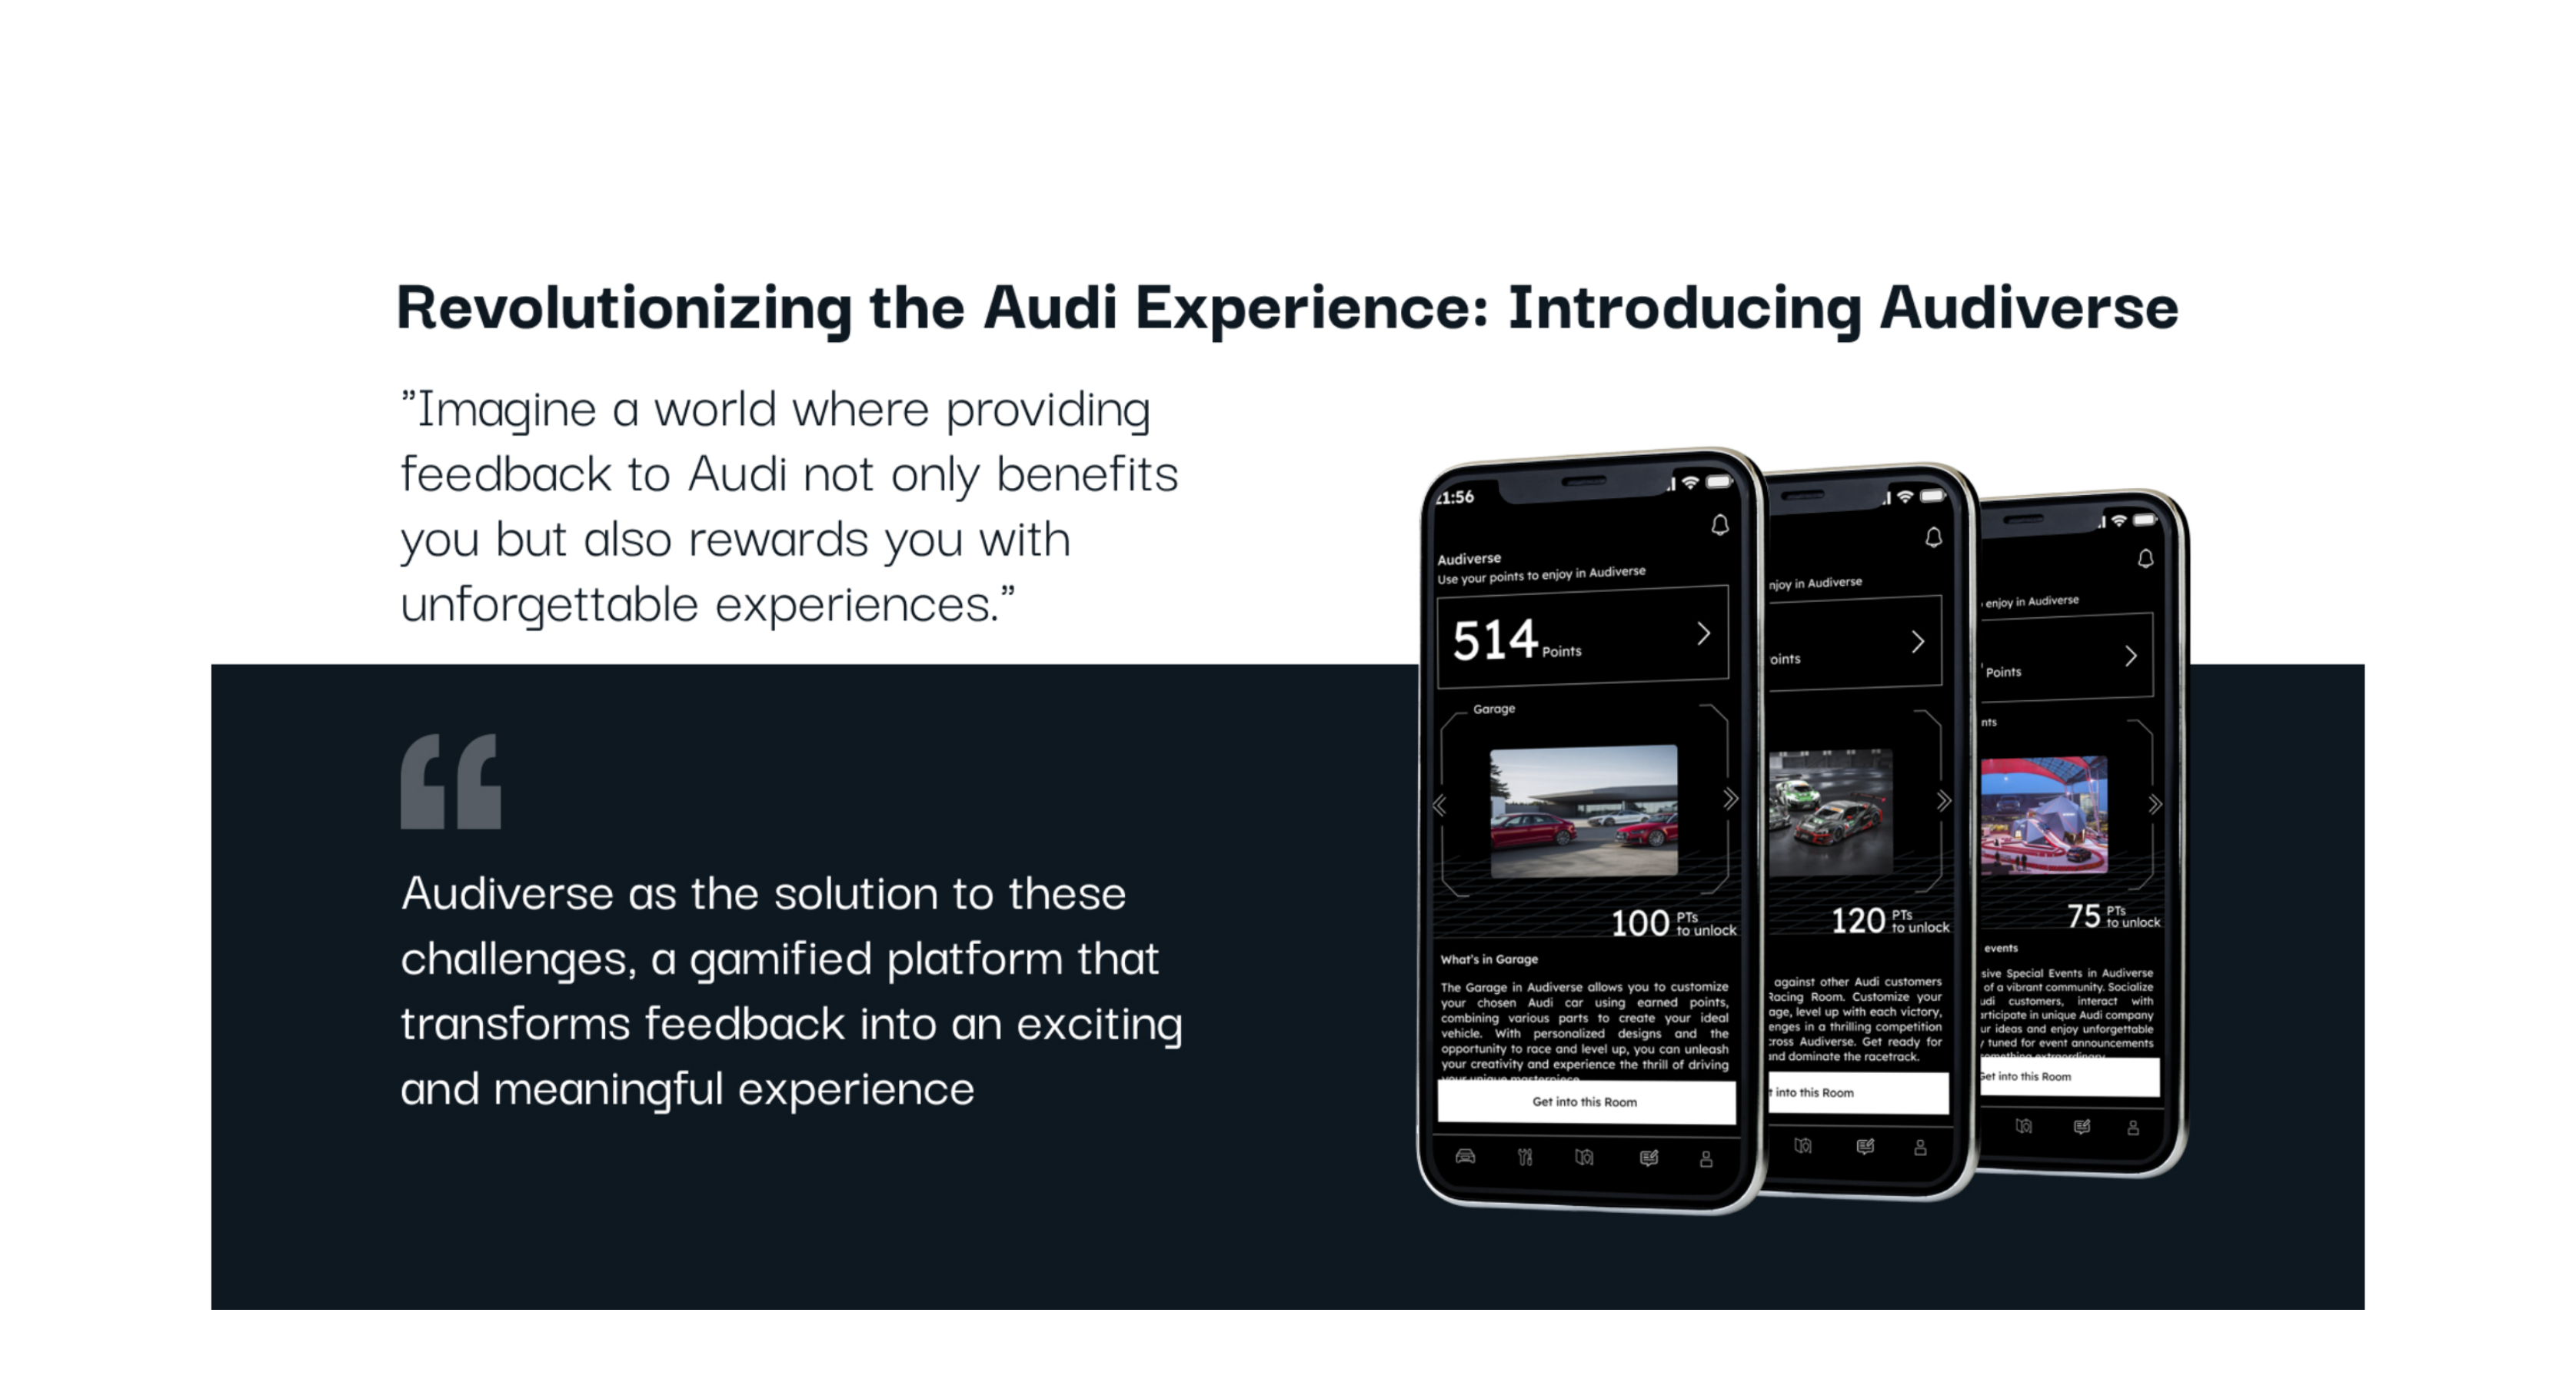 Revolutionizing the Audi Experience: Introducing Audiverse
”Imagine a world where providing
feedback to Audi not only benefits
you but also rewards you with
unforgettable experiences.”
“
Audiverse as the solution to these
challenges, a gamified platform that
transforms feedback into an exciting
and meaningful experience
1:56
Audiverse
Use your points to enjoy in Audiverse
514 Points
Garage
100 PTs
to unlock
What's in Garage
The Garage in Audiverse allows you to customize
your chosen Audi car using earned points,
combining various parts to create your ideal
vehicle. With personalized designs and the
opportunity to race and level up, you can unleash
your creativity and experience the thrill of driving
your unique masterpiece
Get into this Room
njoy in Audiverse
oints
120 PTs
to unlock
against other Audi customers
Racing Room. Customize your
age, level up with each victory,
enges in a thrilling competition
cross Audiverse. Get ready for
and dominate the racetrack.
t into this Room
enjoy in Audiverse
Points
nts
75 PTs
to unlock
events
sive Special Events in Audiverse
of a vibrant community. Socialize
udi customers, interact with
articipate in unique Audi company
ur ideas and enjoy unforgettable
y tuned for event announcements
something extraordinary
Get into this Room